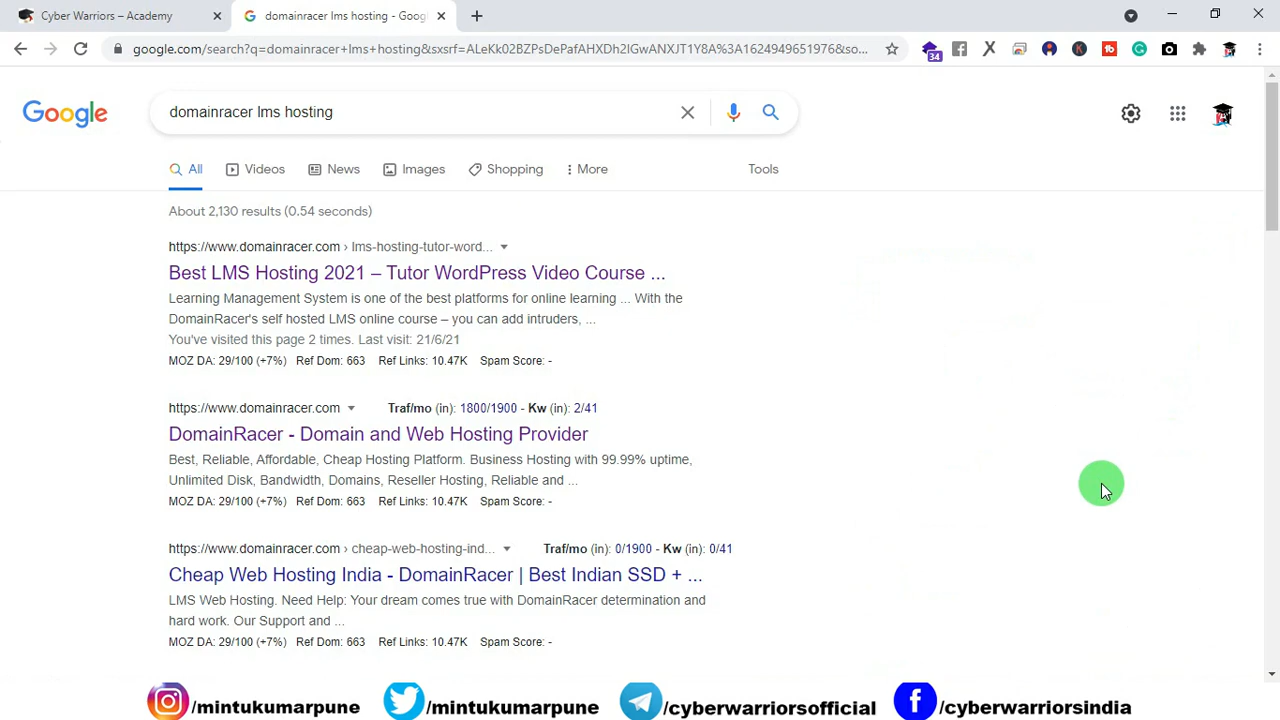 Cyber Warriors – Academy
domainracer lms hosting - Goog
google.com/search?q=domainracer+lms+hosting&sxsrf=ALeKk02BZPsDePafAHXDh2IGwANXJT1Y8A%3A1624949651976&so...
34
Google
domainracer lms hosting
All Videos News Images Shopping More Tools
About 2,130 results (0.54 seconds)
https://www.domainracer.com › lms-hosting-tutor-word...
Best LMS Hosting 2021 – Tutor WordPress Video Course ...
Learning Management System is one of the best platforms for online learning ... With the
DomainRacer's self hosted LMS online course – you can add intruders, ...
You've visited this page 2 times. Last visit: 21/6/21
MOZ DA: 29/100 (+7%) Ref Dom: 663 Ref Links: 10.47K Spam Score: -
https://www.domainracer.com Traf/mo (in): 1800/1900 - Kw (in): 2/41
DomainRacer - Domain and Web Hosting Provider
Best, Reliable, Affordable, Cheap Hosting Platform. Business Hosting with 99.99% uptime,
Unlimited Disk, Bandwidth, Domains, Reseller Hosting, Reliable and ...
MOZ DA: 29/100 (+7%) Ref Dom: 663 Ref Links: 10.47K Spam Score: -
https://www.domainracer.com › cheap-web-hosting-ind... Traf/mo (in): 0/1900 - Kw (in): 0/41
Cheap Web Hosting India - DomainRacer | Best Indian SSD + ...
LMS Web Hosting. Need Help: Your dream comes true with DomainRacer determination and
hard work. Our Support and ...
MOZ DA: 29/100 (+7%) Ref Dom: 663 Ref Links: 10.47K Spam Score: -
/mintukumarpune /mintukumarpune /cyberwarriorsofficial /cyberwarriorsindia